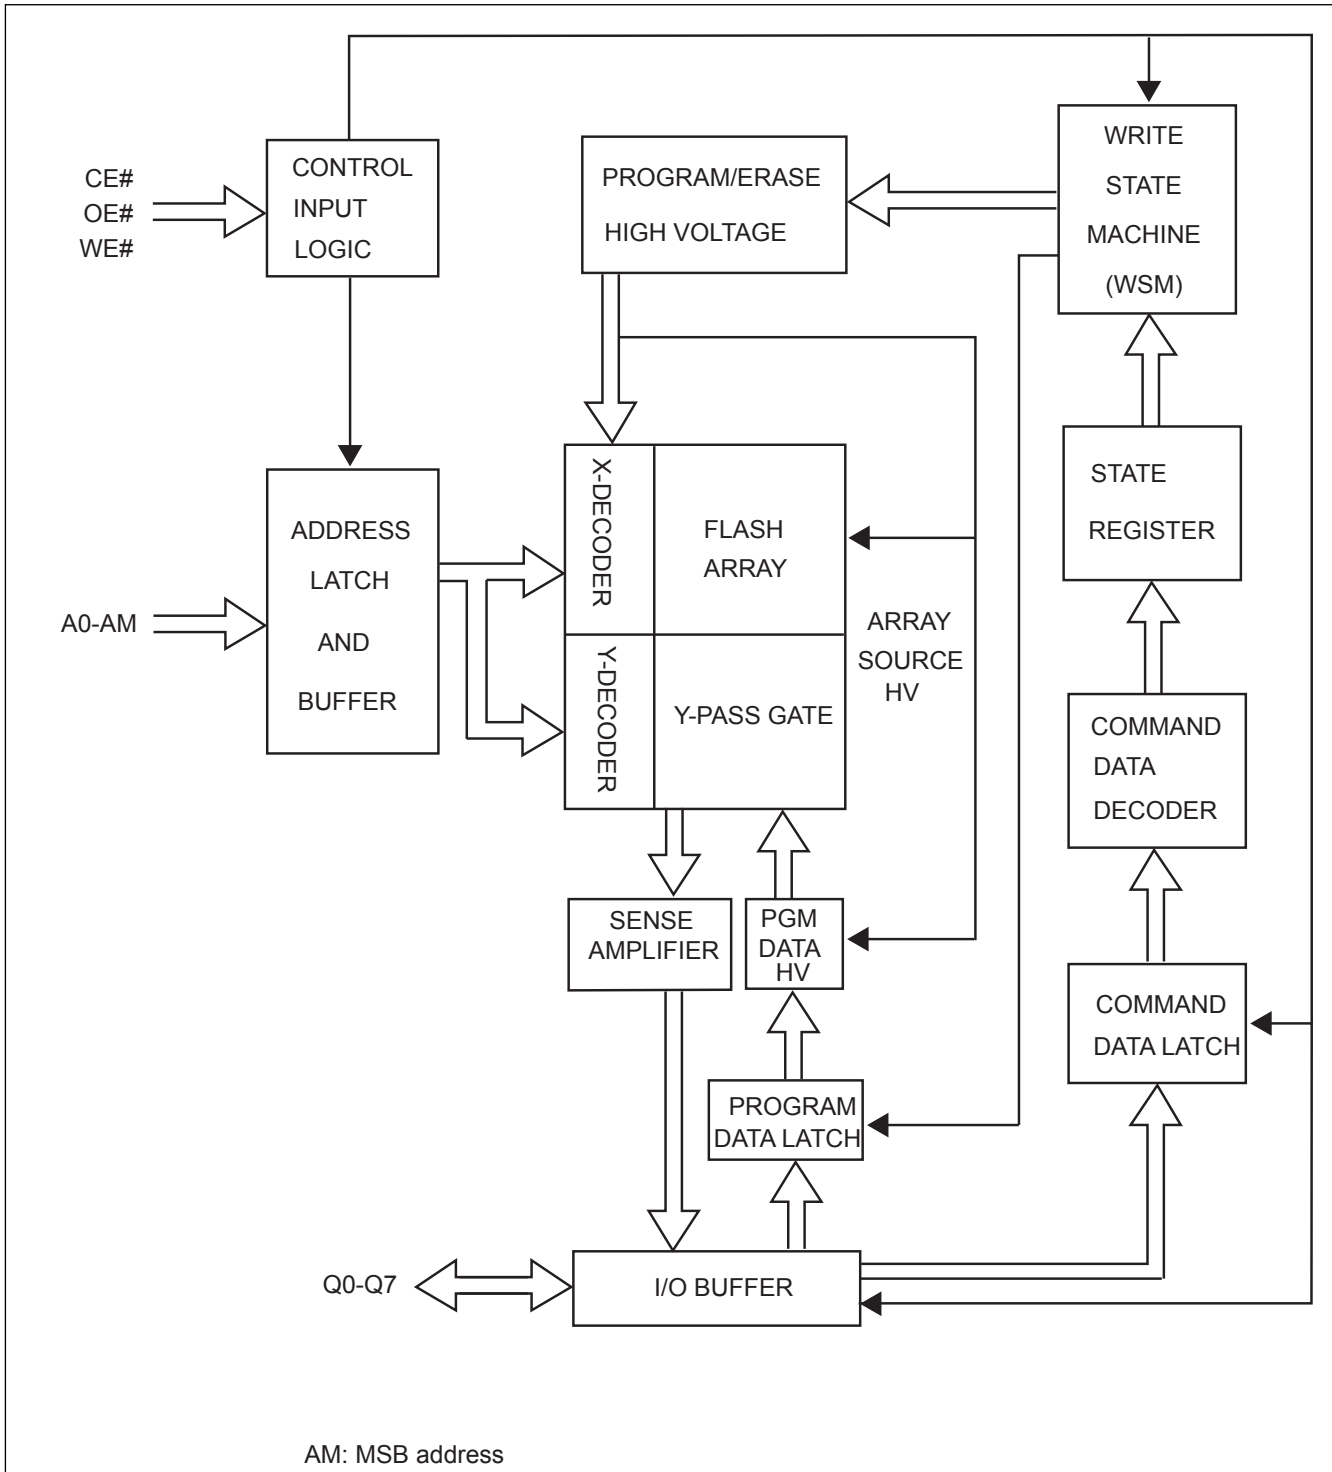 CE#
OE#
WE#
CONTROL
INPUT
LOGIC
PROGRAM/ERASE
HIGH VOLTAGE
WRITE
STATE
MACHINE
(WSM)
A0-AM
ADDRESS
LATCH
AND
BUFFER
X-DECODER
FLASH
ARRAY
Y-DECODER
Y-PASS GATE
ARRAY
SOURCE
HV
STATE
REGISTER
COMMAND
DATA
DECODER
SENSE
AMPLIFIER
PGM
DATA
HV
COMMAND
DATA LATCH
PROGRAM
DATA LATCH
Q0-Q7
I/O BUFFER
AM: MSB address